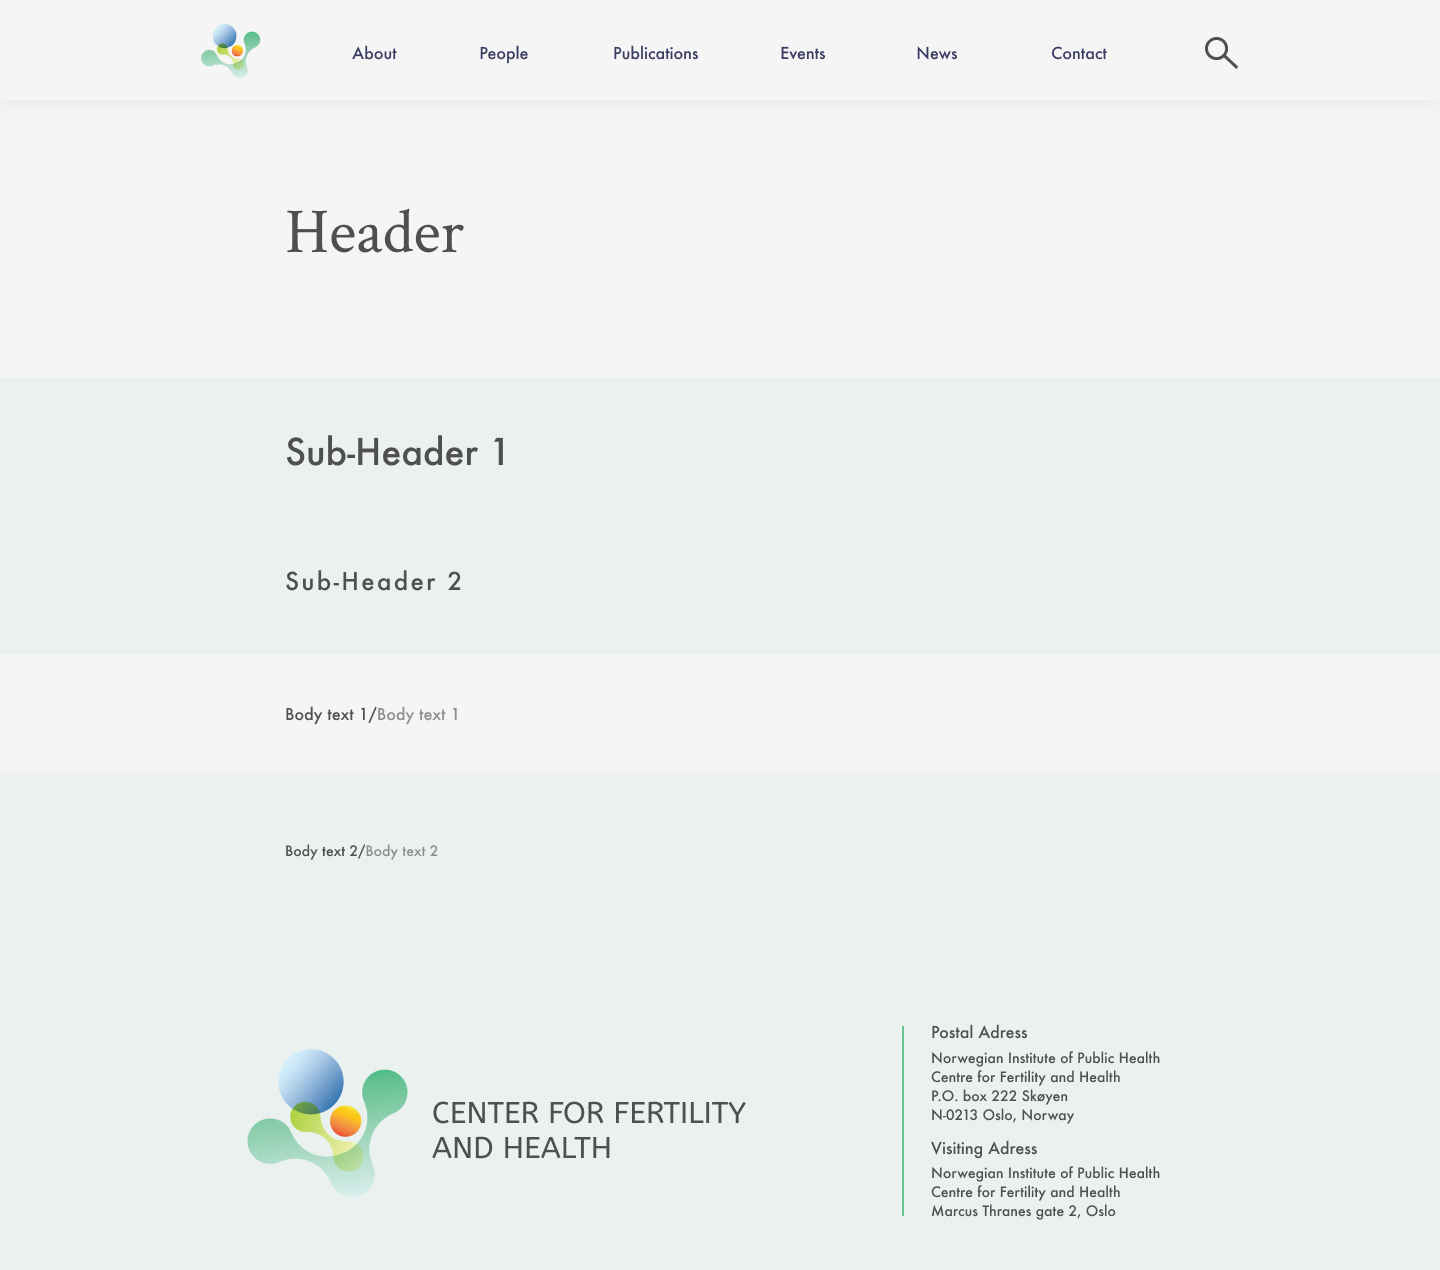 About People Publications Events News Contact
Header
Sub-Header 1
Sub-Header 2
Body text 1/Body text 1
Body text 2/Body text 2
CENTER FOR FERTILITY
AND HEALTH
Postal Adress
Norwegian Institute of Public Health
Centre for Fertility and Health
P.O. box 222 Skøyen
N-0213 Oslo, Norway
Visiting Adress
Norwegian Institute of Public Health
Centre for Fertility and Health
Marcus Thranes gate 2, Oslo